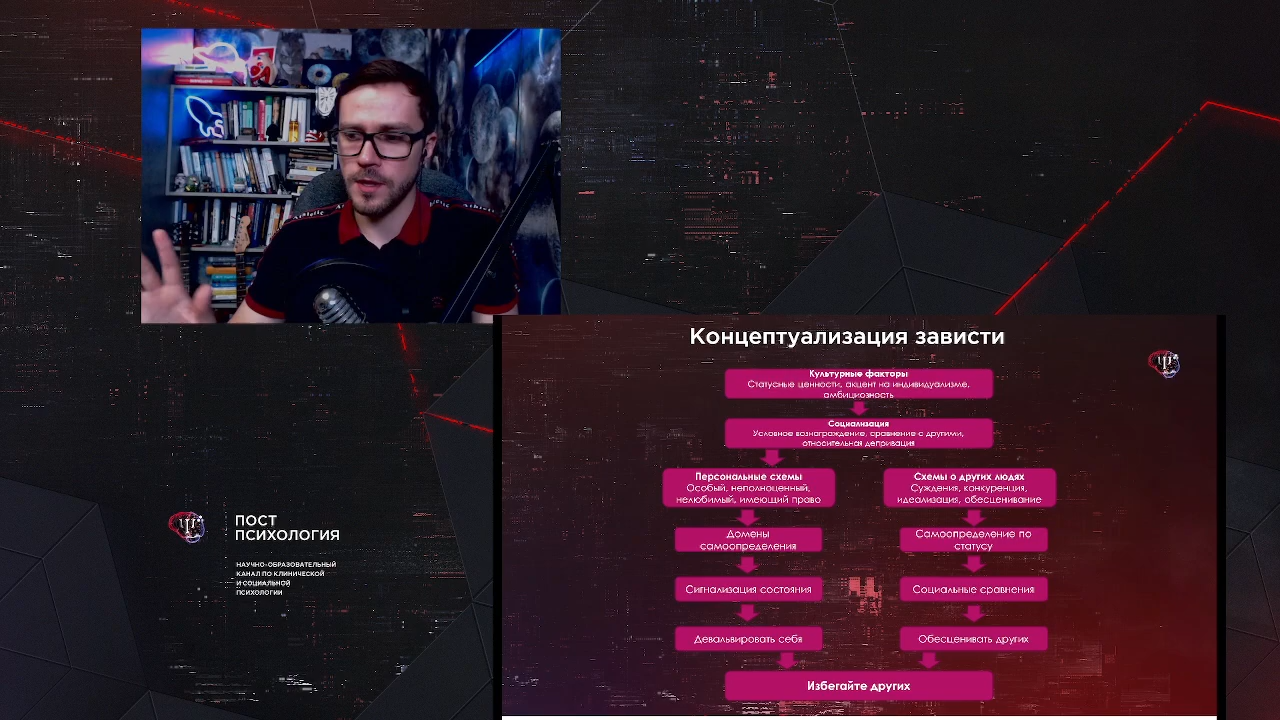 Концептуализация зависти
Культурные факторы
Статусные ценности, акцент на индивидуализме,
амбициозность
Социализация
Условное вознаграждение, сравнение с другими,
относительная депривация
Персональные схемы
Особый, неполноценный,
нелюбимый, имеющий право
Схемы о других людях
Суждения, конкуренция,
идеализация, обесценивание
Домены
самоопределения
Самоопределение по
статусу
Сигнализация состояния
Социальные сравнения
Девальвировать себя
Обесценивать других
Избегайте других
ПОСТ
ПСИХОЛОГИЯ
НАУЧНО-ОБРАЗОВАТЕЛЬНЫЙ
КАНАЛ ПО КЛИНИЧЕСКОЙ
И СОЦИАЛЬНОЙ
ПСИХОЛОГИИ